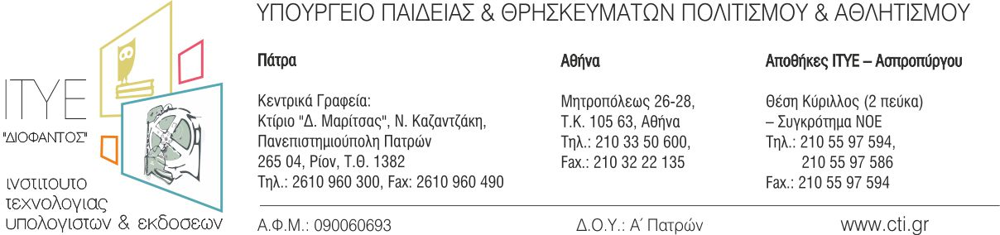 ΥΠΟΥΡΓΕΙΟ ΠΑΙΔΕΙΑΣ & ΘΡΗΣΚΕΥΜΑΤΩΝ ΠΟΛΙΤΙΣΜΟΥ & ΑΘΛΗΤΙΣΜΟΥ
ΙΤΥΕ
"ΔΙΟΦΑΝΤΟΣ"
ινστιτουτο
τεχνολογιας
υπολογιστων & εκδοσεων
Πάτρα
Κεντρικά Γραφεία:
Κτίριο "Δ. Μαρίτσας", Ν. Καζαντζάκη,
Πανεπιστημιούπολη Πατρών
265 04, Ρίον, Τ.Θ. 1382
Τηλ.: 2610 960 300, Fax: 2610 960 490
Αθήνα
Μητροπόλεως 26-28,
Τ.Κ. 105 63, Αθήνα
Τηλ.: 210 33 50 600,
Fax.: 210 32 22 135
Αποθήκες ΙΤΥΕ – Ασπροπύργου
Θέση Κύριλλος (2 πεύκα)
– Συγκρότημα ΝΟΕ
Τηλ.: 210 55 97 594,
210 55 97 586
Fax.: 210 55 97 594
Α.Φ.Μ.: 090060693
Δ.Ο.Υ.: Α΄ Πατρών
www.cti.gr